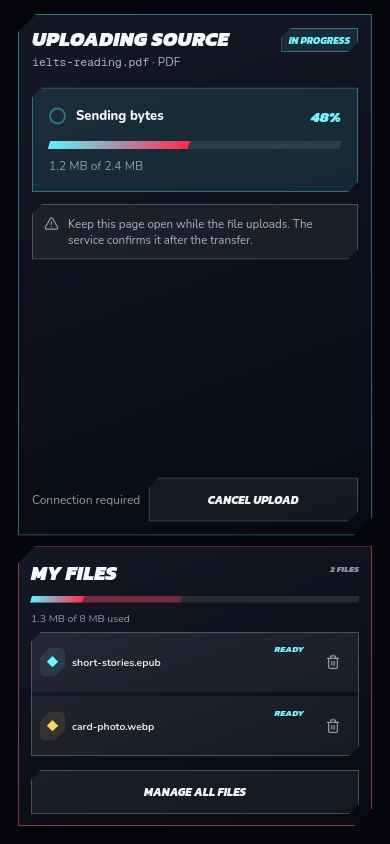 UPLOADING SOURCE
IN PROGRESS
ielts-reading.pdf · PDF
Sending bytes
48%
1.2 MB of 2.4 MB
Keep this page open while the file uploads. The
service confirms it after the transfer.
Connection required
CANCEL UPLOAD
MY FILES
2 FILES
1.3 MB of 8 MB used
READY
short-stories.epub
READY
card-photo.webp
MANAGE ALL FILES